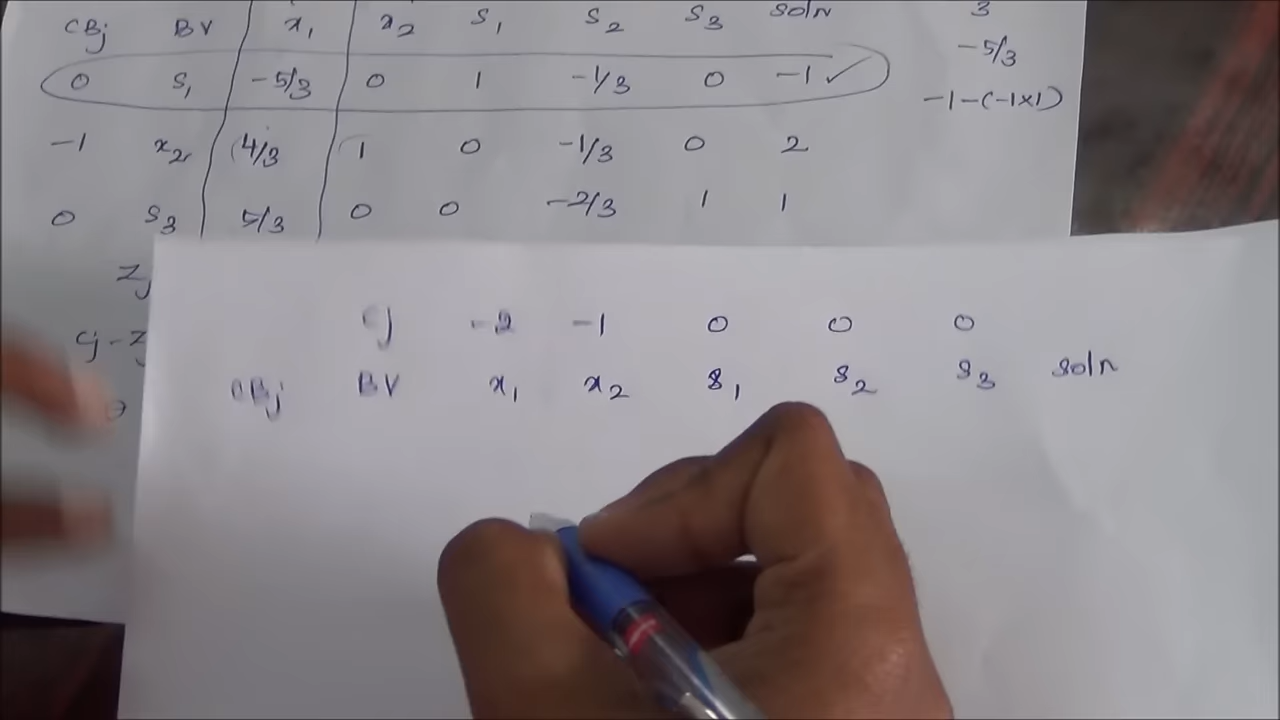 CBj BV x₁ x₂ s₁ s₂ s₃ soln 3
0 s₁ -5/3 0 1 -1/3 0 -1 ✓ -5/3
-1 x₂ 4/3 1 0 -1/3 0 2 -1-(-1×1)
0 s₃ 5/3 0 0 -2/3 1 1
Zj
Cj - Z
θ
Cj -2 -1 0 0 0
CBj BV x₁ x₂ s₁ s₂ s₃ soln